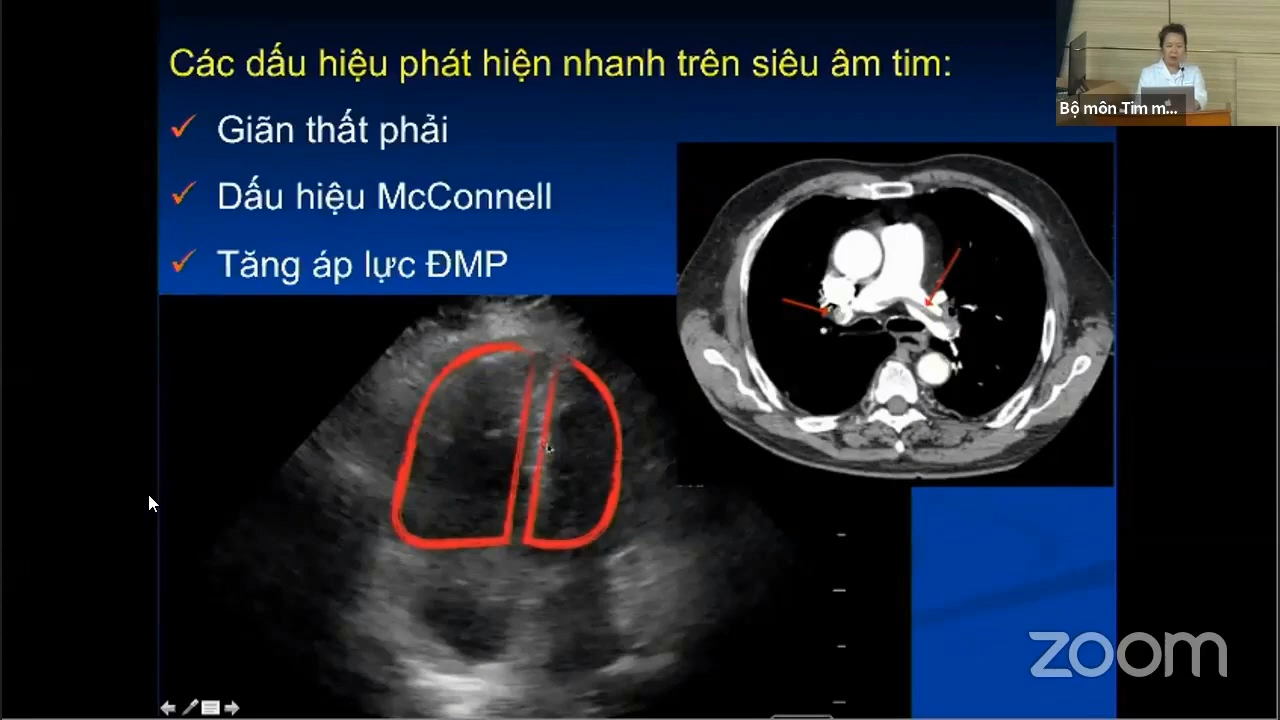 Các dấu hiệu phát hiện nhanh trên siêu âm tim:
Giãn thất phải
Dấu hiệu McConnell
Tăng áp lực ĐMP
Bộ môn Tim m...
zoom